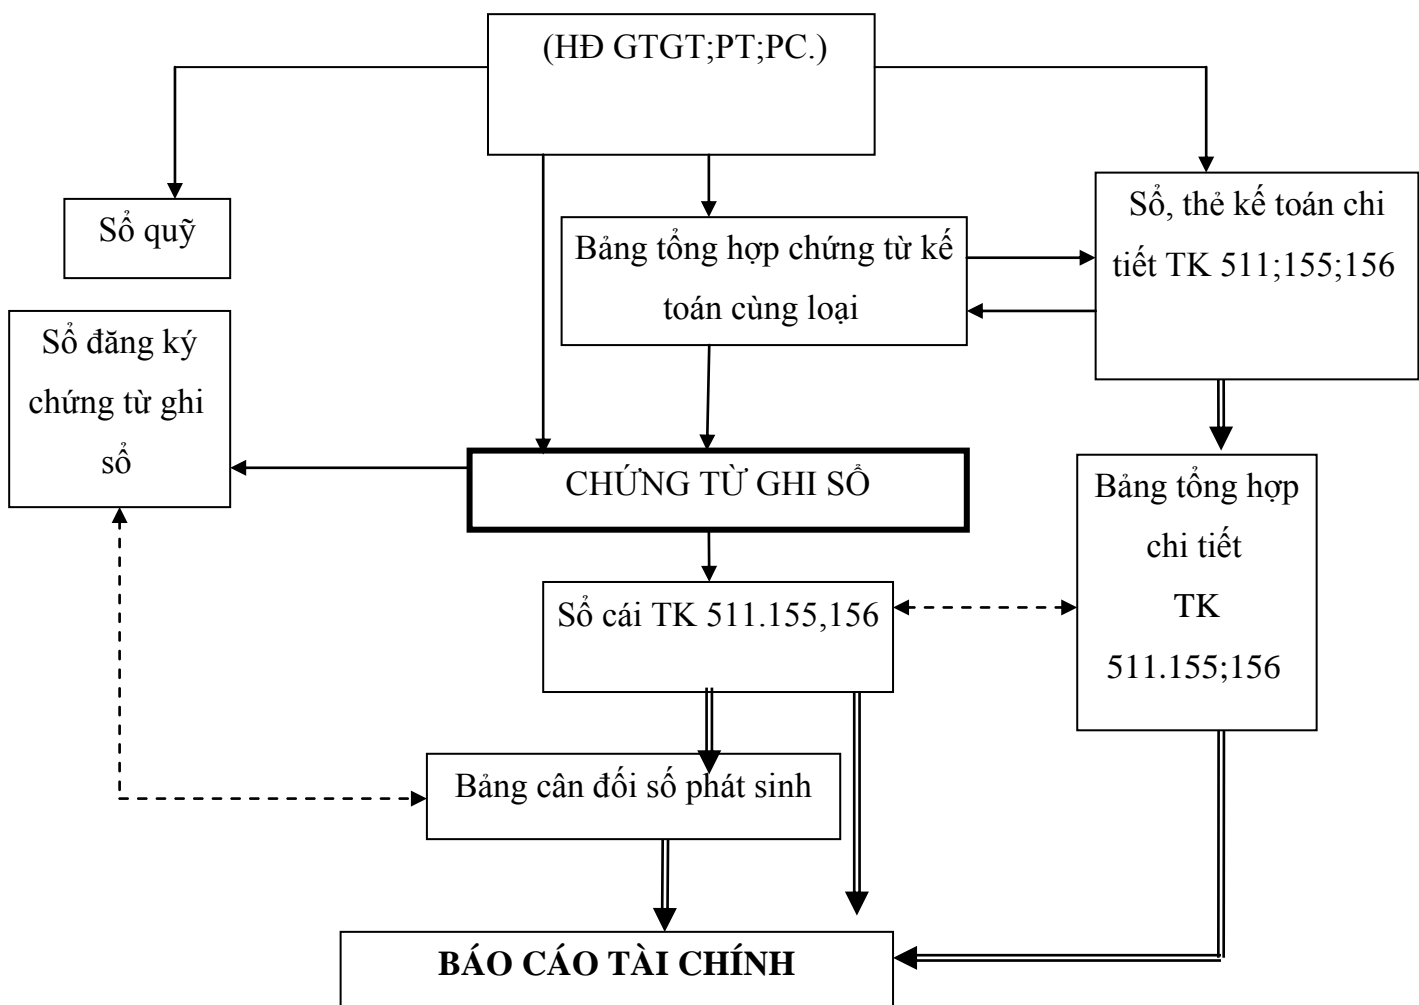 (HĐ GTGT;PT;PC.)
Sổ quỹ
Bảng tổng hợp chứng từ kế
toán cùng loại
Sổ, thẻ kế toán chi
tiết TK 511;155;156
Sổ đăng ký
chứng từ ghi
sổ
CHỨNG TỪ GHI SỔ
Bảng tổng hợp
chi tiết
TK
511.155;156
Sổ cái TK 511.155,156
Bảng cân đối số phát sinh
BÁO CÁO TÀI CHÍNH